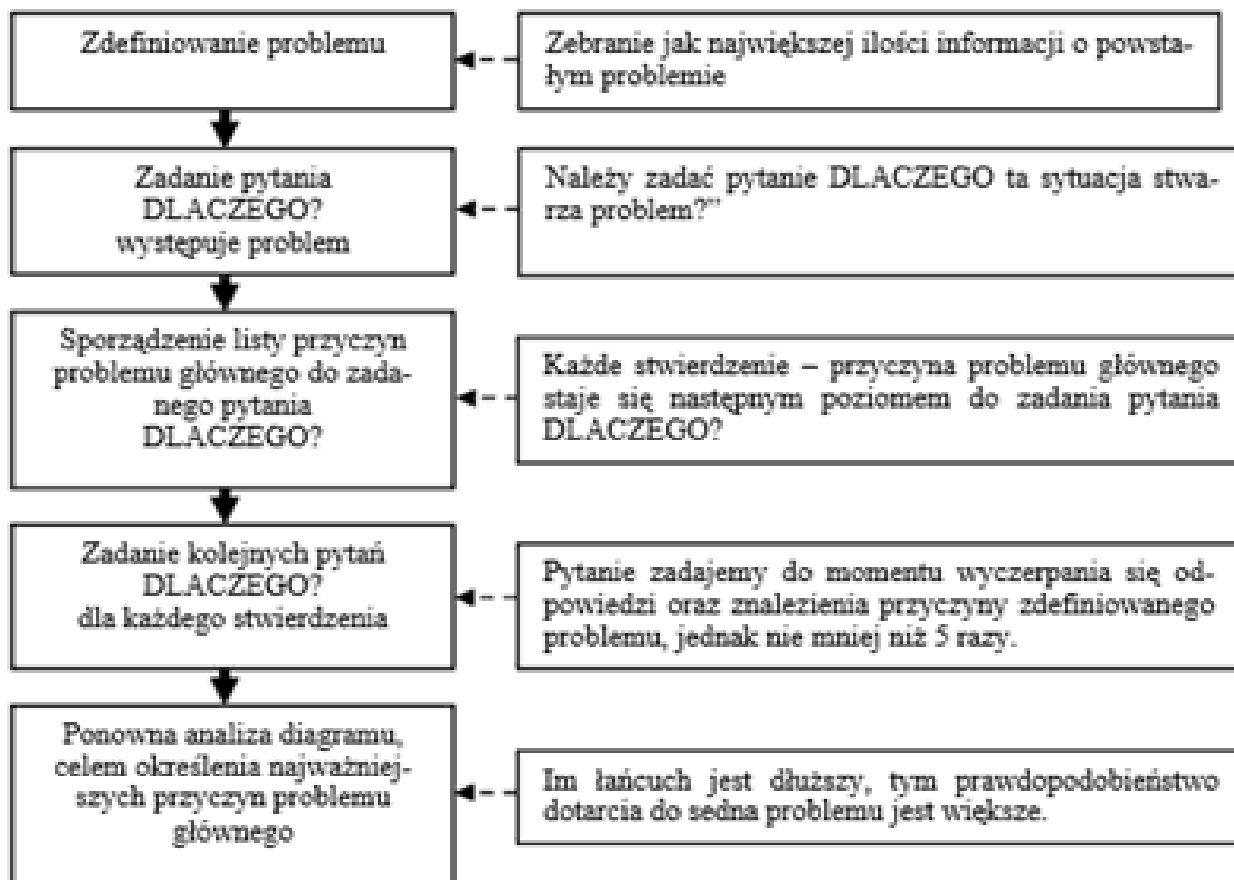 Zdefiniowanie problemu
Zebranie jak największej ilości informacji o powsta-
łym problemie
Zadanie pytania
DLACZEGO?
występuje problem
Należy zadać pytanie DLACZEGO ta sytuacja stwa-
rza problem?”
Sporządzenie listy przyczyn
problemu głównego do zada-
nego pytania
DLACZEGO?
Każde stwierdzenie – przyczyna problemu głównego
staje się następnym poziomem do zadania pytania
DLACZEGO?
Zadanie kolejnych pytań
DLACZEGO?
dla każdego stwierdzenia
Pytanie zadajemy do momentu wyczerpania się od-
powiedzi oraz znalezienia przyczyny zdefiniowanego
problemu, jednak nie mniej niż 5 razy.
Ponowna analiza diagramu,
celem określenia najważniej-
szych przyczyn problemu
głównego
Im łańcuch jest dłuższy, tym prawdopodobieństwo
dotarcia do sedna problemu jest większe.